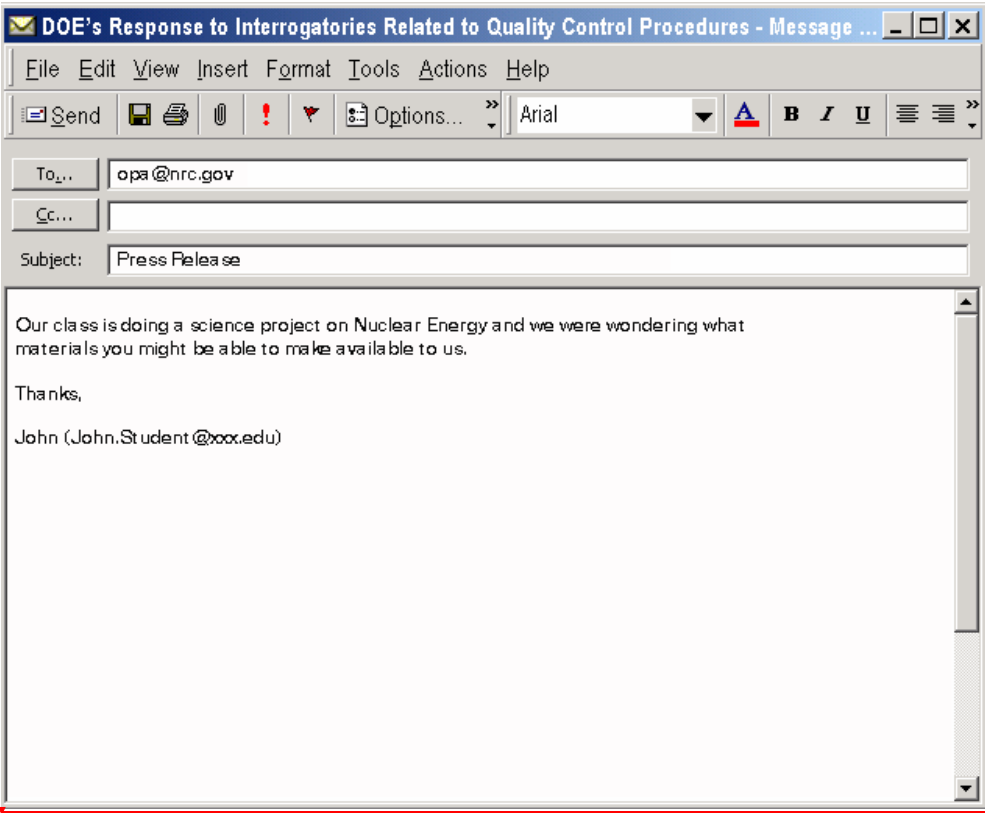 DOE's Response to Interrogatories Related to Quality Control Procedures - Message ...
File Edit View Insert Format Tools Actions Help
Send Options... Arial A B I U
To... opa@nrc.gov
Cc...
Subject: Press Release
Our class is doing a science project on Nuclear Energy and we were wondering what
materials you might be able to make available to us.
Thanks,
John (John.Student@xxx.edu)